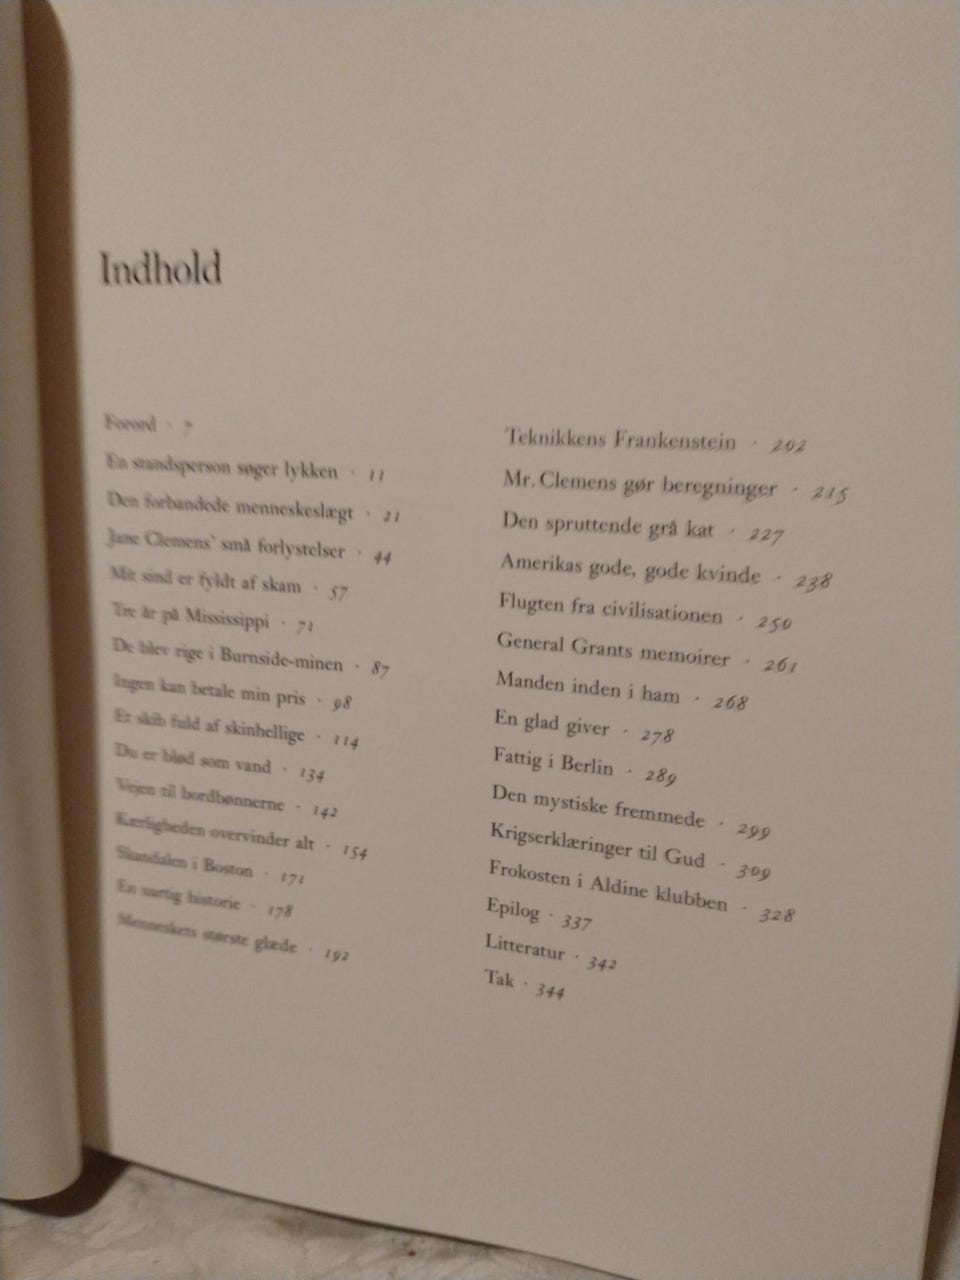 Indhold
Forord · 7
En standsperson søger lykken · 11
Den forbandede menneskeslægt · 21
Jane Clemens' små forlystelser · 44
Mit sind er fyldt af skam · 57
Tre år på Mississippi · 71
De blev rige i Burnside-minen · 87
Ingen kan betale min pris · 98
Et skib fuld af skinhellige · 114
Du er blød som vand · 134
Vejen til bordbønnerne · 142
Kærligheden overvinder alt · 154
Skandalen i Boston · 171
En uartig historie · 178
Menneskets største glæde · 192
Teknikkens Frankenstein · 202
Mr. Clemens gør beregninger · 215
Den spruttende grå kat · 227
Amerikas gode, gode kvinde · 238
Flugten fra civilisationen · 250
General Grants memoirer · 261
Manden inden i ham · 268
En glad giver · 278
Fattig i Berlin · 289
Den mystiske fremmede · 299
Krigserklæringer til Gud · 309
Frokosten i Aldine klubben · 328
Epilog · 337
Litteratur · 342
Tak · 344